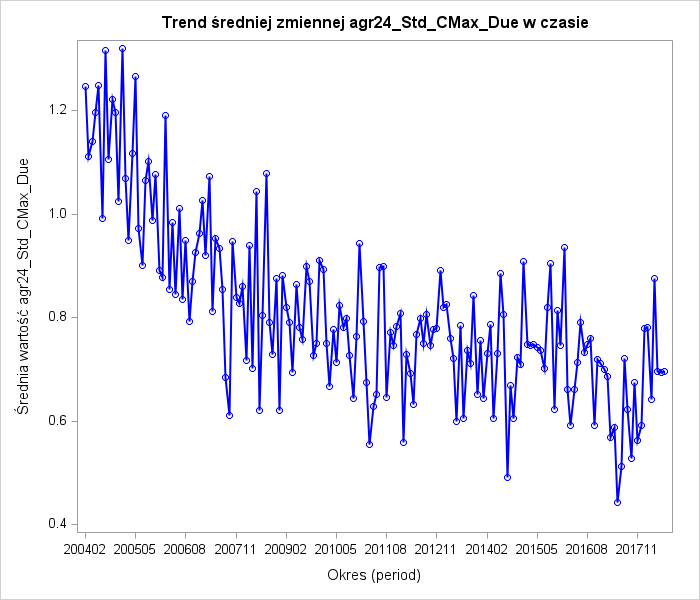 Trend średniej zmiennej agr24_Std_CMax_Due w czasie
Średnia wartość agr24_Std_CMax_Due
1.2
1.0
0.8
0.6
0.4
200402 200505 200608 200711 200902 201005 201108 201211 201402 201505 201608 201711
Okres (period)